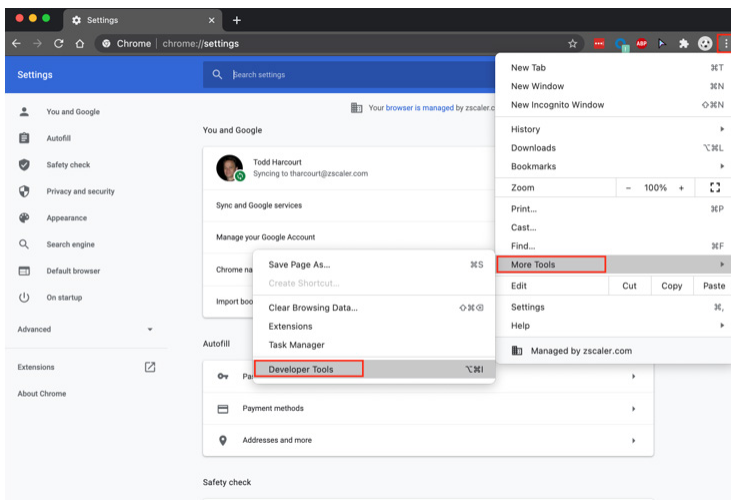 Settings
Chrome | chrome://settings
ABP
1
Settings
Search settings
Your browser is managed by zscaler.c
You and Google
Autofill
Safety check
Privacy and security
Appearance
Search engine
Default browser
On startup
Advanced
Extensions
About Chrome
You and Google
Todd Harcourt
Syncing to tharcourt@zscaler.com
Sync and Google services
Manage your Google Account
Chrome na
Import boo
Autofill
Pa
Payment methods
Addresses and more
Safety check
Save Page As... ⌘S
Create Shortcut...
Clear Browsing Data... ⇧⌘⌫
Extensions
Task Manager
Developer Tools ⌥⌘I
New Tab ⌘T
New Window ⌘N
New Incognito Window ⇧⌘N
History
Downloads ⌥⌘L
Bookmarks
Zoom - 100% +
Print... ⌘P
Cast...
Find... ⌘F
More Tools
Edit Cut Copy Paste
Settings ⌘,
Help
Managed by zscaler.com